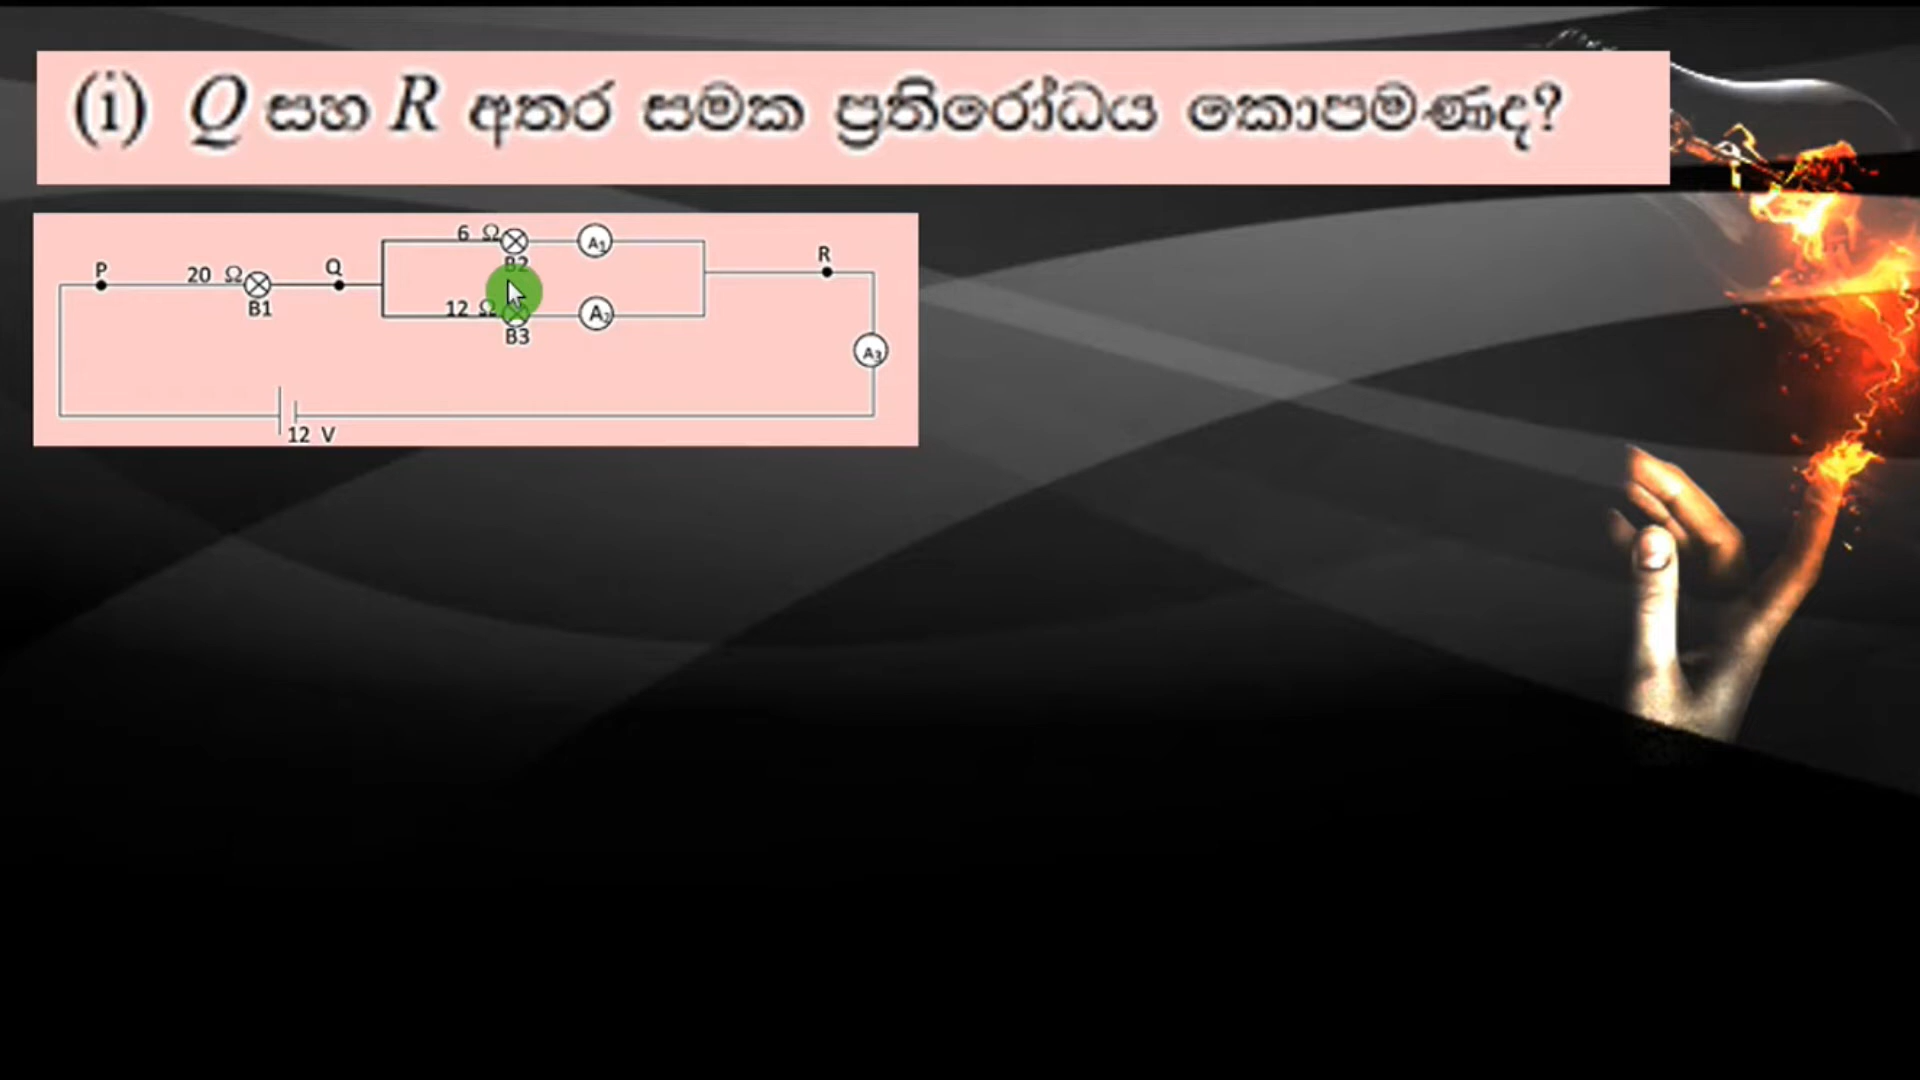 (i) Q සහ R අතර සමක ප්‍රතිරෝධය කොපමණද?
6 Ω
A1
B2
P
20 Ω
B1
Q
R
12 Ω
A2
B3
A3
12 V